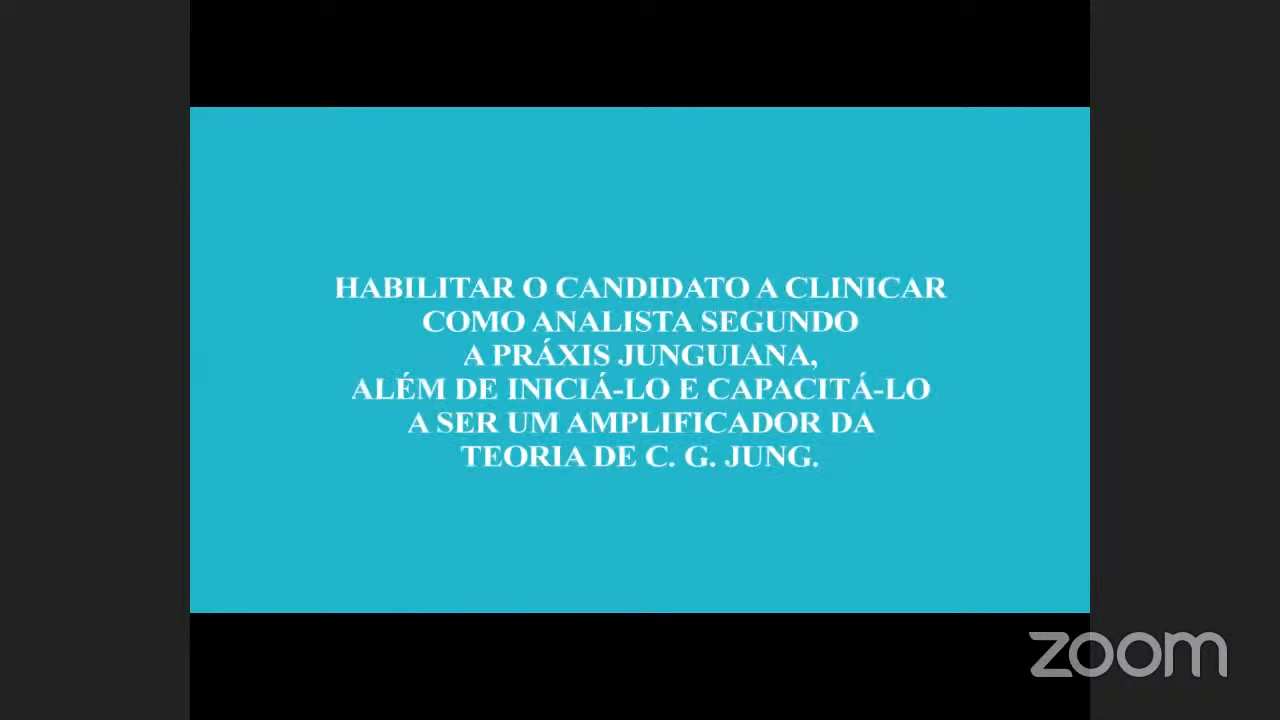 HABILITAR O CANDIDATO A CLINICAR
COMO ANALISTA SEGUNDO
A PRÁXIS JUNGUIANA,
ALÉM DE INICIÁ-LO E CAPACITÁ-LO
A SER UM AMPLIFICADOR DA
TEORIA DE C. G. JUNG.
zoom